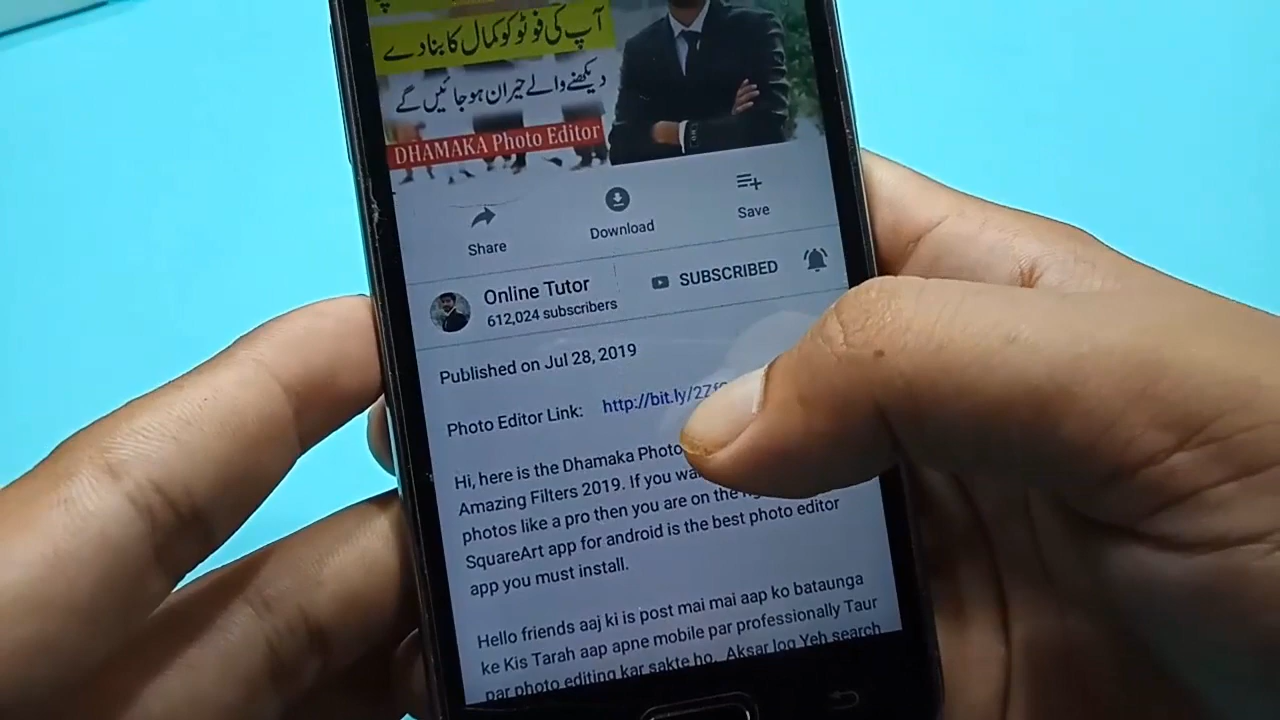 آپ کی فوٹو کو کمال کا بنا دے
دیکھنے والے حیران ہو جائیں گے
DHAMAKA Photo Editor
Share
Download
Save
Online Tutor
612,024 subscribers
SUBSCRIBED
Published on Jul 28, 2019
Photo Editor Link: http://bit.ly/2Zf
Hi, here is the Dhamaka Photo
Amazing Filters 2019. If you wa
photos like a pro then you are on the
SquareArt app for android is the best photo editor
app you must install.
Hello friends aaj ki is post mai mai aap ko bataunga
ke Kis Tarah aap apne mobile par professionally Taur
par photo editing kar sakte ho. Aksar log Yeh search